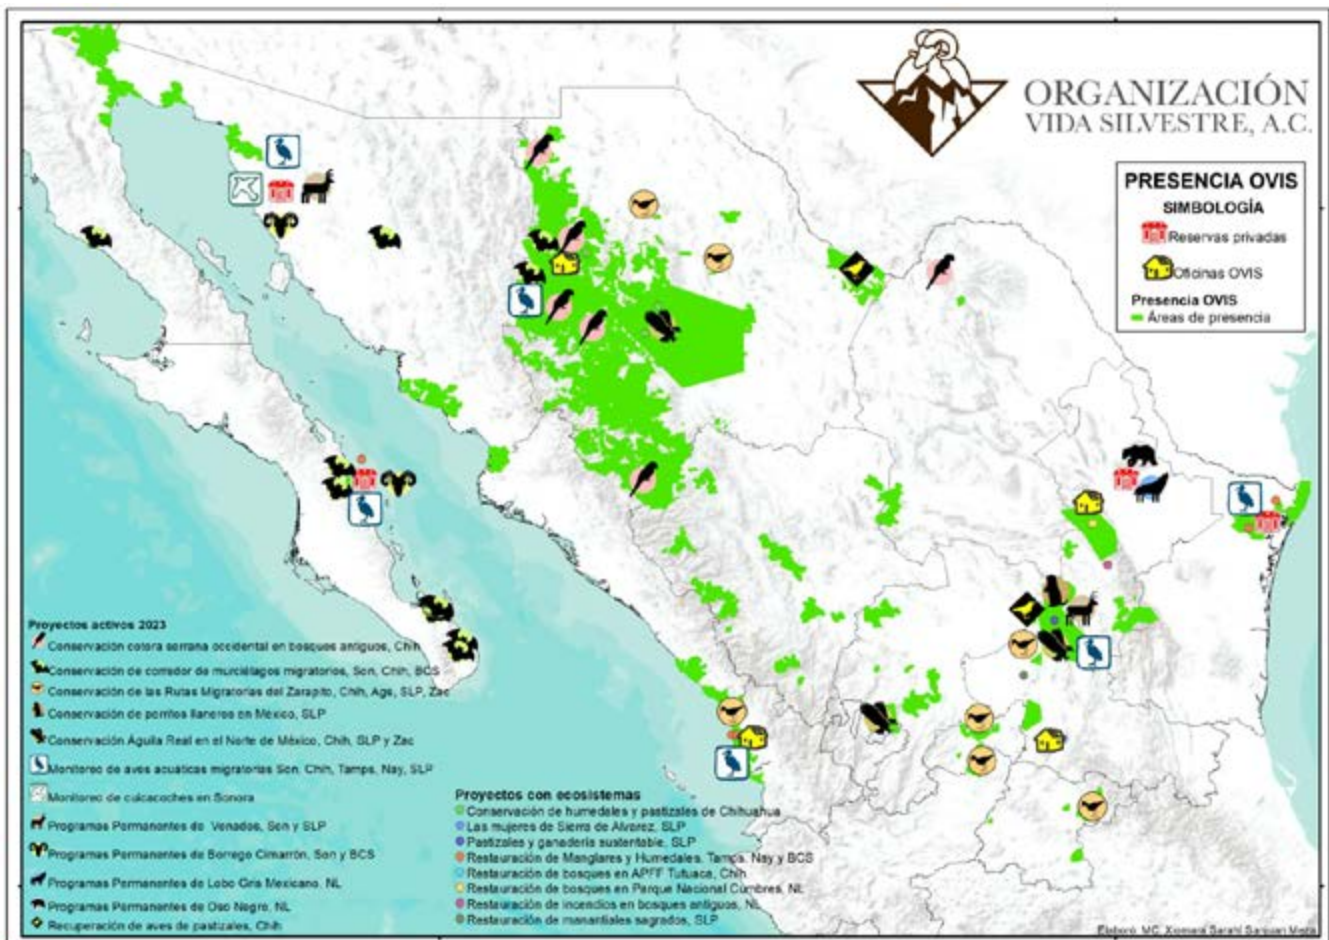 ORGANIZACIÓN
VIDA SILVESTRE, A.C.
PRESENCIA OVIS
SIMBOLOGÍA
Reservas privadas
Oficinas OVIS
Presencia OVIS
Áreas de presencia
Proyectos activos 2023
Conservación cotora serrana occidental en bosques antiguos, Chih
Conservación de corredor de murciélagos migratorios, Son, Chih, BCS
Conservación de las Rutas Migratorias del Zarapito, Chih, Ags, SLP, Zac
Conservación de perritos llaneros en México, SLP
Conservación Aguila Real en el Norte de México, Chih, SLP y Zac
Monitoreo de aves acuáticas migratorias Son, Chih, Tamps, Nay, SLP
Monitoreo de cuicacoches en Sonora
Programas Permanentes de Venados, Son y SLP
Programas Permanentes de Borrego Cimarrón, Son y BCS
Programas Permanentes de Lobo Gris Mexicano, NL
Programas Permanentes de Oso Negro, NL
Recuperación de aves de pastizales, Chih
Proyectos con ecosistemas
Conservación de humedales y pastizales de Chihuahua
Las mujeres de Sierra de Alvarez, SLP
Pastizales y ganadería sustentable, SLP
Restauración de Manglares y Humedales, Tamps, Nay y BCS
Restauración de bosques en APFF Tutuaca, Chih
Restauración de bosques en Parque Nacional Cumbres, NL
Restauración de incendios en bosques antiguos, NL
Restauración de manantiales sagrados, SLP
Elaboró: MC. Xiomara Sarahí Sanjuan Mejia